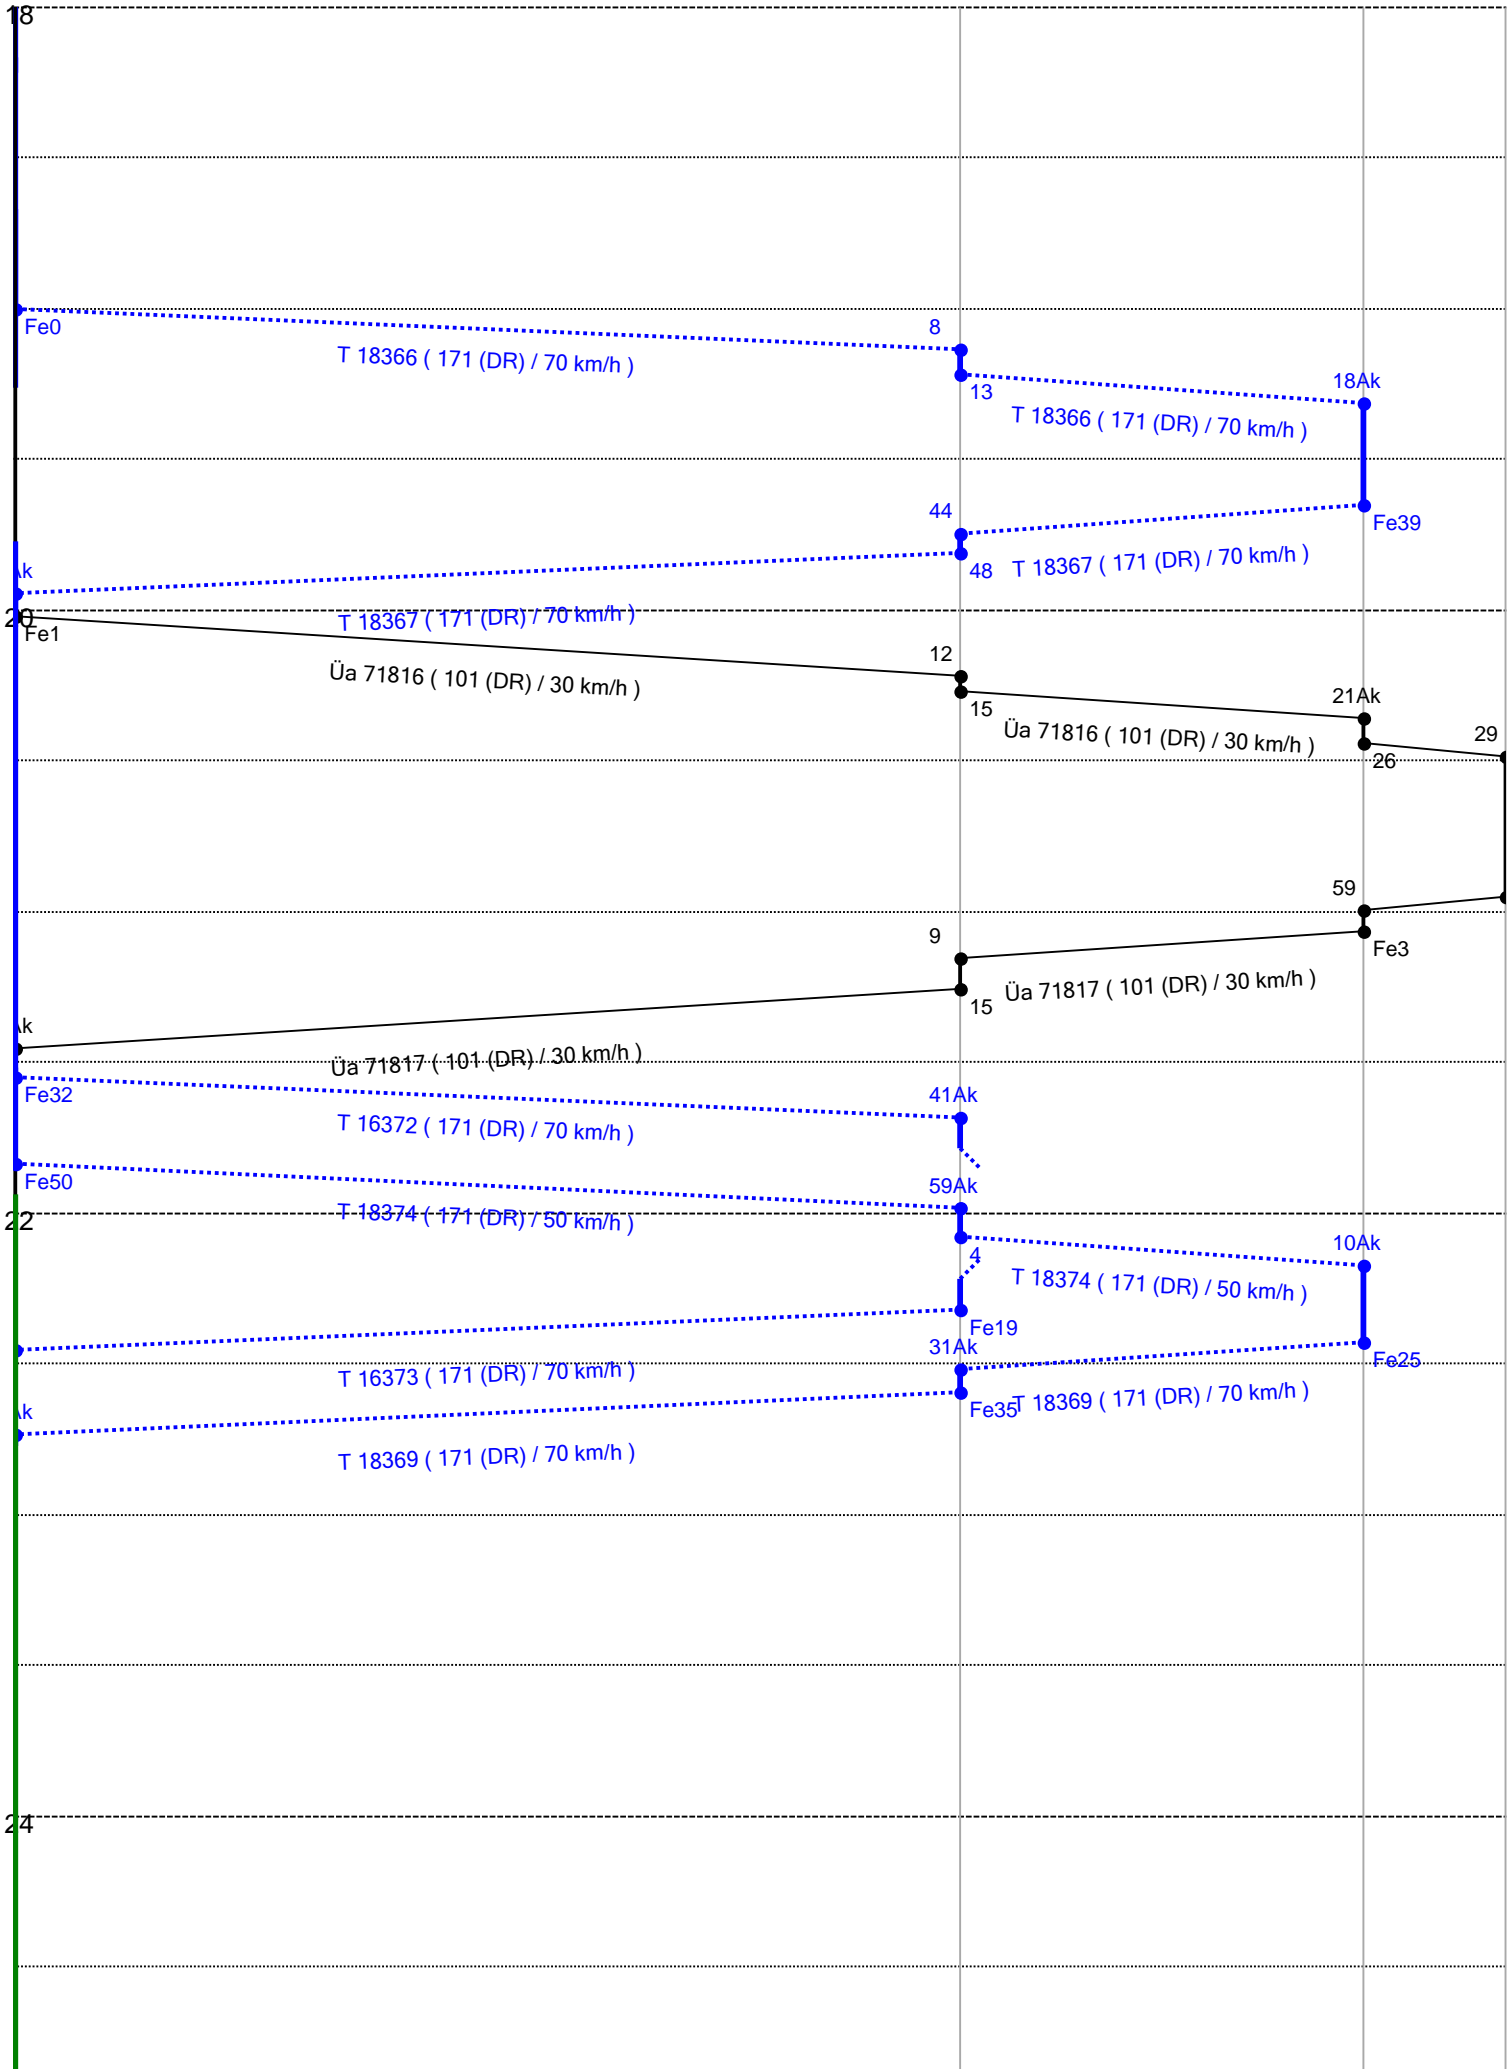 18
Fe0
8
T 18366 ( 171 (DR) / 70 km/h )
13
18Ak
T 18366 ( 171 (DR) / 70 km/h )
44
Fe39
48
T 18367 ( 171 (DR) / 70 km/h )
Ak
20
Fe1
T 18367 ( 171 (DR) / 70 km/h )
12
Üa 71816 ( 101 (DR) / 30 km/h )
15
21Ak
Üa 71816 ( 101 (DR) / 30 km/h )
29
26
59
9
Fe3
15
Üa 71817 ( 101 (DR) / 30 km/h )
Ak
Üa 71817 ( 101 (DR) / 30 km/h )
Fe32
41Ak
T 16372 ( 171 (DR) / 70 km/h )
Fe50
59Ak
22
T 18374 ( 171 (DR) / 50 km/h )
4
10Ak
T 18374 ( 171 (DR) / 50 km/h )
Fe19
31Ak
Fe25
T 16373 ( 171 (DR) / 70 km/h )
Ak
Fe35
T 18369 ( 171 (DR) / 70 km/h )
T 18369 ( 171 (DR) / 70 km/h )
24